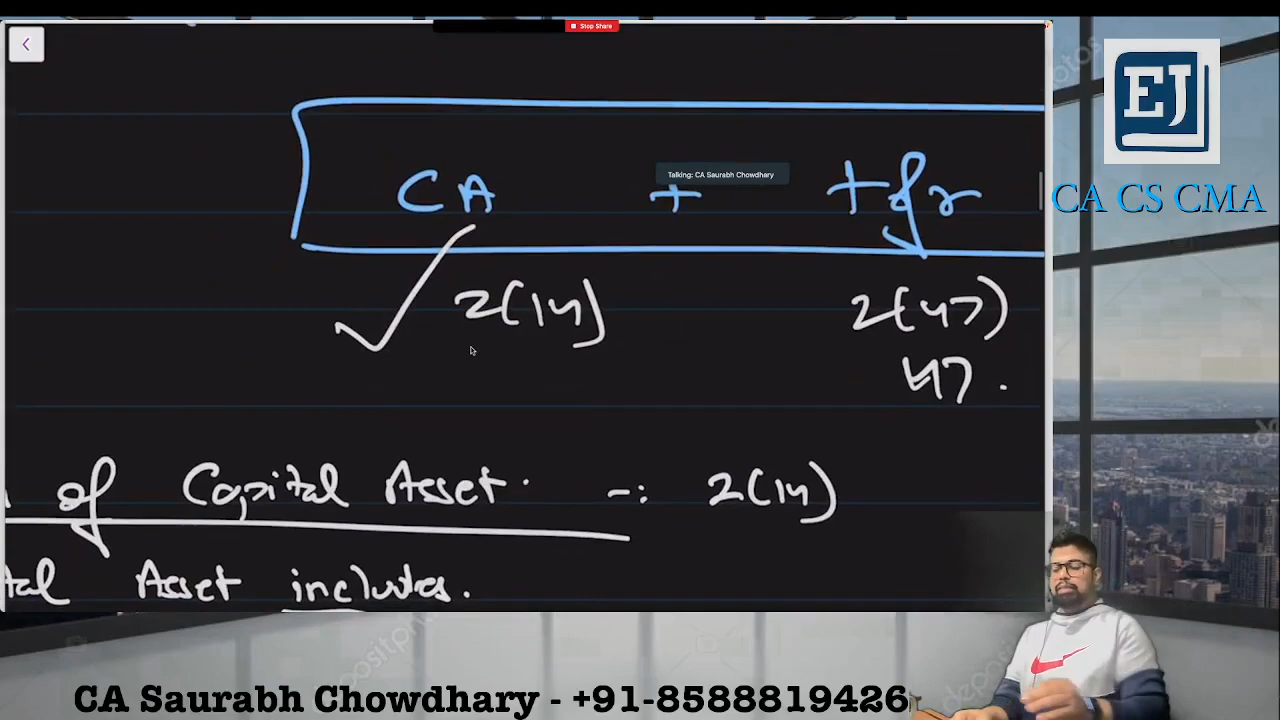 Stop Share
EJ
Talking: CA Saurabh Chowdhary
CA + tfr
CA CS CMA
2(14) 2(47)
47.
of Capital Asset. -: 2(14)
Asset includes.
CA Saurabh Chowdhary - +91-8588819426